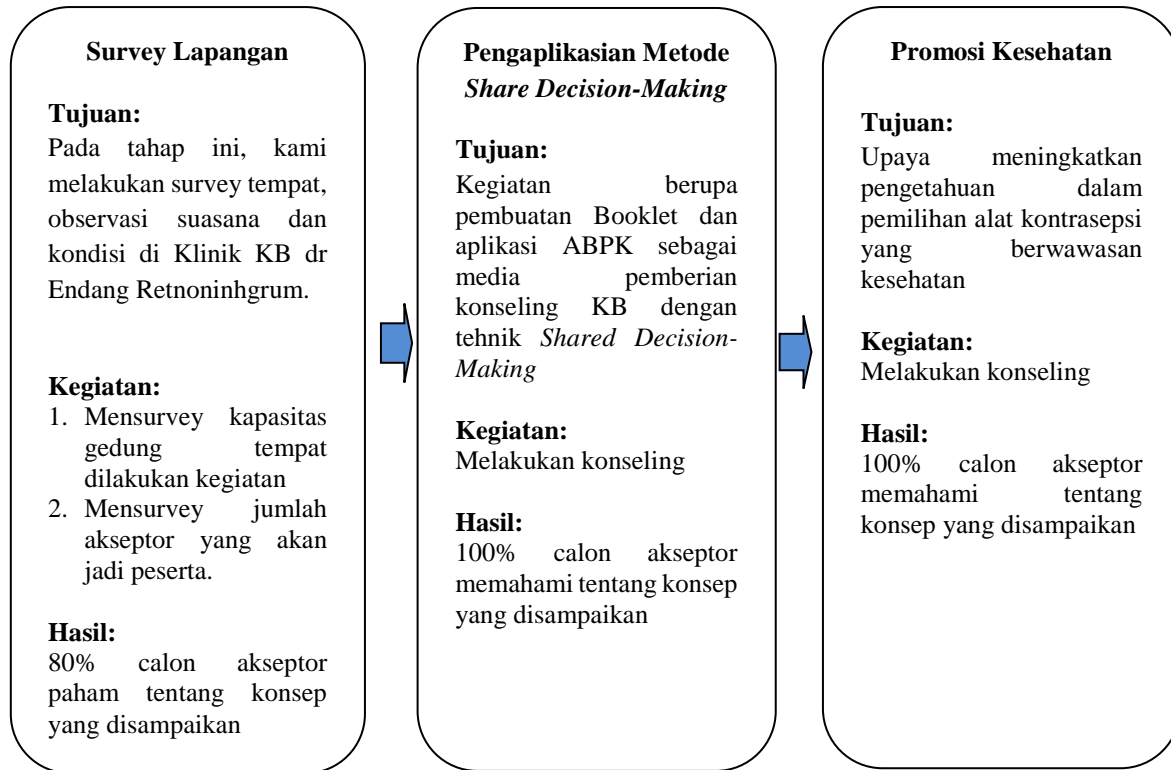 Survey Lapangan
Tujuan:
Pada tahap ini, kami
melakukan survey tempat,
observasi suasana dan
kondisi di Klinik KB dr
Endang Retnoninhgrum.
Kegiatan:
1. Mensurvey kapasitas
gedung tempat
dilakukan kegiatan
2. Mensurvey jumlah
akseptor yang akan
jadi peserta.
Hasil:
80% calon akseptor
paham tentang konsep
yang disampaikan
Pengaplikasian Metode
Share Decision-Making
Tujuan:
Kegiatan berupa
pembuatan Booklet dan
aplikasi ABPK sebagai
media pemberian
konseling KB dengan
tehnik Shared Decision-
Making
Kegiatan:
Melakukan konseling
Hasil:
100% calon akseptor
memahami tentang konsep
yang disampaikan
Promosi Kesehatan
Tujuan:
Upaya meningkatkan
pengetahuan dalam
pemilihan alat kontrasepsi
yang berwawasan
kesehatan
Kegiatan:
Melakukan konseling
Hasil:
100% calon akseptor
memahami tentang
konsep yang disampaikan